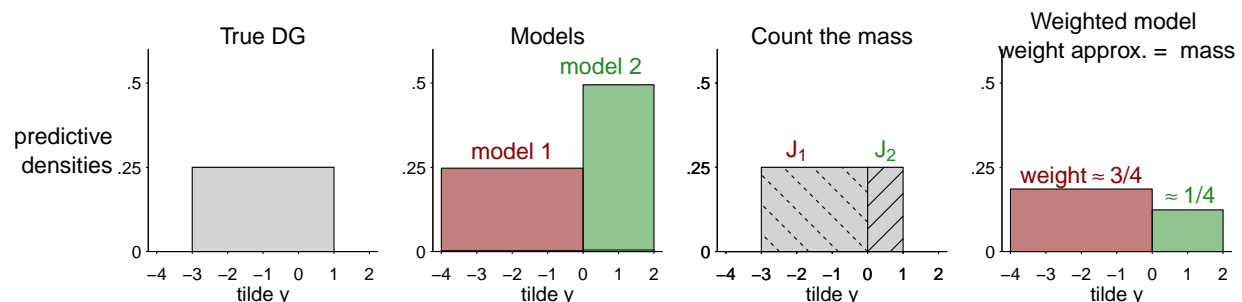 True DG
Models
Count the mass
Weighted model
weight approx. = mass
predictive
densities
.5
.25
0
−4 −3 −2 −1 0 1 2
tilde y
.5
.25
0
model 2
model 1
−4 −3 −2 −1 0 1 2
tilde y
.5
.25
0
J1 J2
−4 −3 −2 −1 0 1 2
tilde y
.5
.25
0
weight ≈ 3/4
≈ 1/4
−4 −3 −2 −1 0 1 2
tilde y